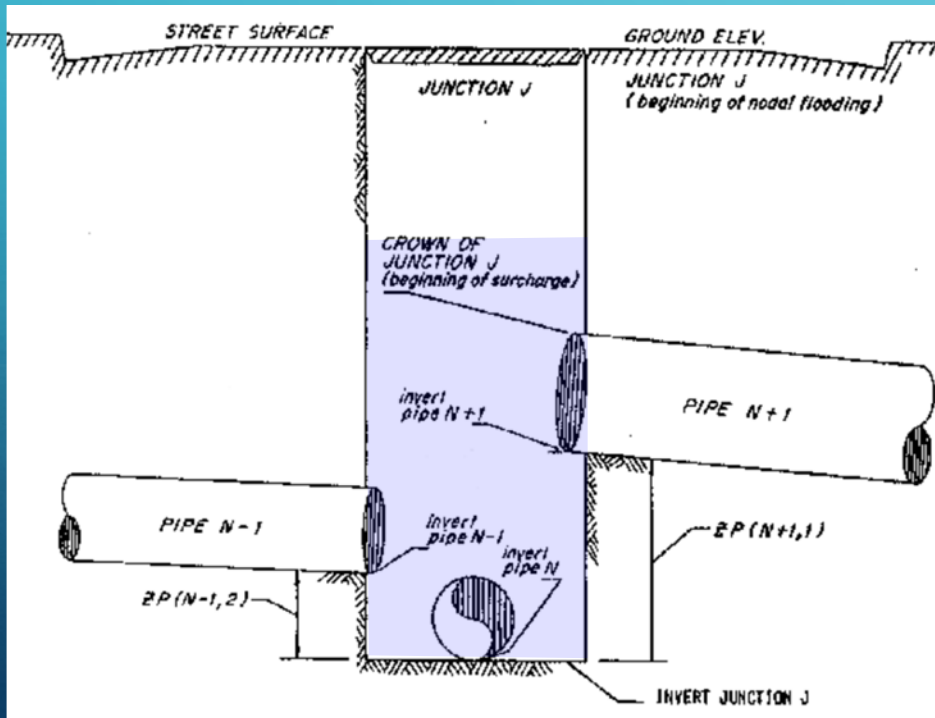 STREET SURFACE
GROUND ELEV.
JUNCTION J
JUNCTION J
(beginning of nodal flooding)
CROWN OF
JUNCTION J
(beginning of surcharge)
invert
pipe N+1
PIPE N+1
PIPE N-1
invert
pipe N-1
invert
pipe N
ZP(N+1,1)
ZP(N-1,2)
INVERT JUNCTION J